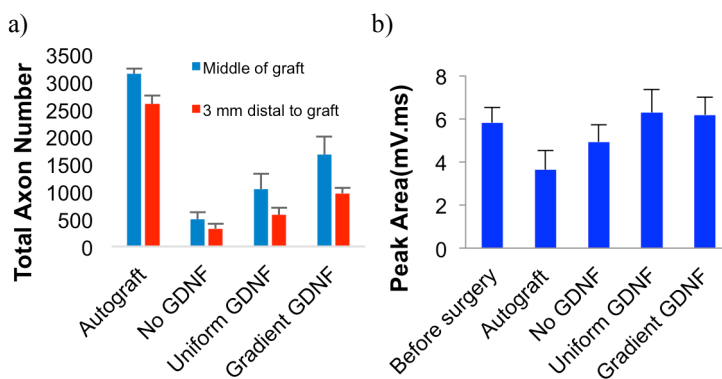 a)
Total Axon Number
3500
3000
2500
2000
1500
1000
500
0
Middle of graft
3 mm distal to graft
Autograft
No GDNF
Uniform GDNF
Gradient GDNF
b)
Peak Area(mV.ms)
8
6
4
2
0
Before surgery
Autograft
No GDNF
Uniform GDNF
Gradient GDNF